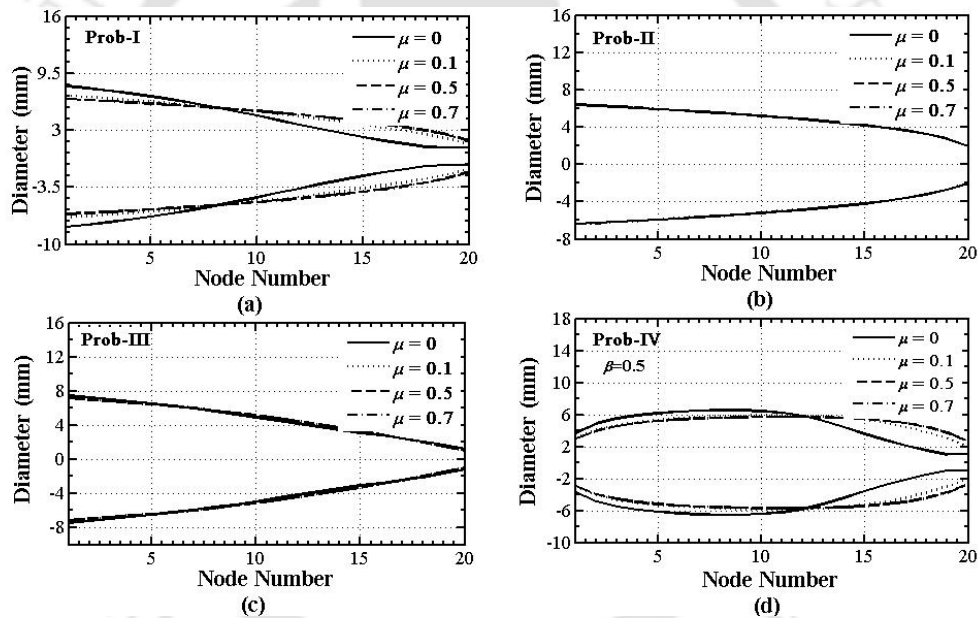 Prob-I
μ = 0
μ = 0.1
μ = 0.5
μ = 0.7
16
9.5
3
-3.5
-10
Diameter (mm)
5
10
15
20
Node Number
(a)
Prob-II
μ = 0
μ = 0.1
μ = 0.5
μ = 0.7
16
12
8
4
0
-4
-8
Diameter (mm)
5
10
15
20
Node Number
(b)
Prob-III
μ = 0
μ = 0.1
μ = 0.5
μ = 0.7
16
12
8
4
0
-4
-8
Diameter (mm)
5
10
15
20
Node Number
(c)
Prob-IV
β=0.5
μ = 0
μ = 0.1
μ = 0.5
μ = 0.7
18
14
10
6
2
-2
-6
-10
Diameter (mm)
5
10
15
20
Node Number
(d)